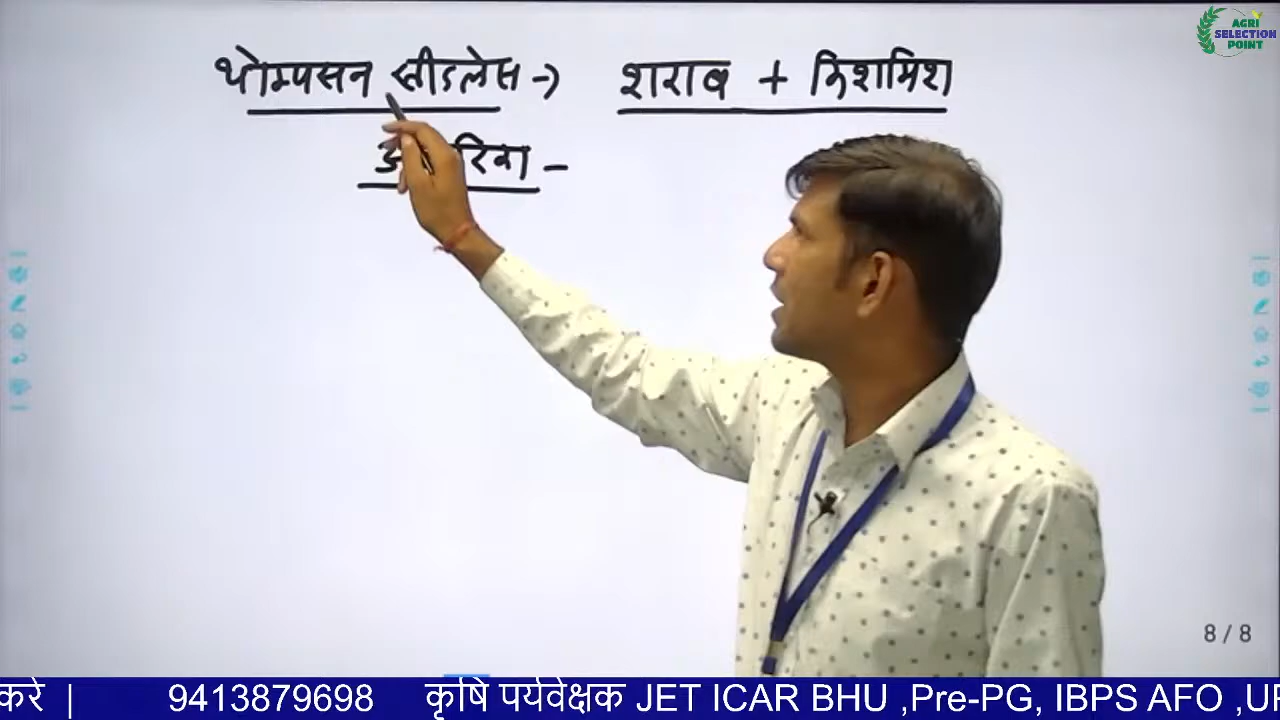 AGRI
SELECTION
POINT
थोम्पसन सीडलेस → शराब + किशमिश
8 / 8
करे | 9413879698 कृषि पर्यवेक्षक JET ICAR BHU ,Pre-PG, IBPS AFO